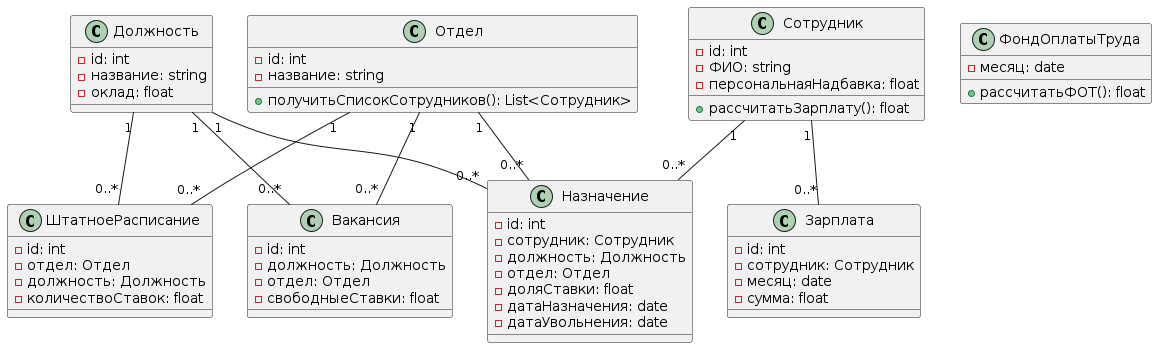 C Должность
id: int
название: string
оклад: float
C Отдел
id: int
название: string
получитьСписокСотрудников(): List<Сотрудник>
C Сотрудник
id: int
ФИО: string
персональнаяНадбавка: float
рассчитатьЗарплату(): float
C ФондОплатыТруда
месяц: date
рассчитатьФОТ(): float
1
1
1
1
1
1
1
1
0..*
0..*
0..*
0..*
0..*
0..*
0..*
0..*
C ШтатноеРасписание
id: int
отдел: Отдел
должность: Должность
количествоСтавок: float
C Вакансия
id: int
должность: Должность
отдел: Отдел
свободныеСтавки: float
C Назначение
id: int
сотрудник: Сотрудник
должность: Должность
отдел: Отдел
доляСтавки: float
датаНазначения: date
датаУвольнения: date
C Зарплата
id: int
сотрудник: Сотрудник
месяц: date
сумма: float